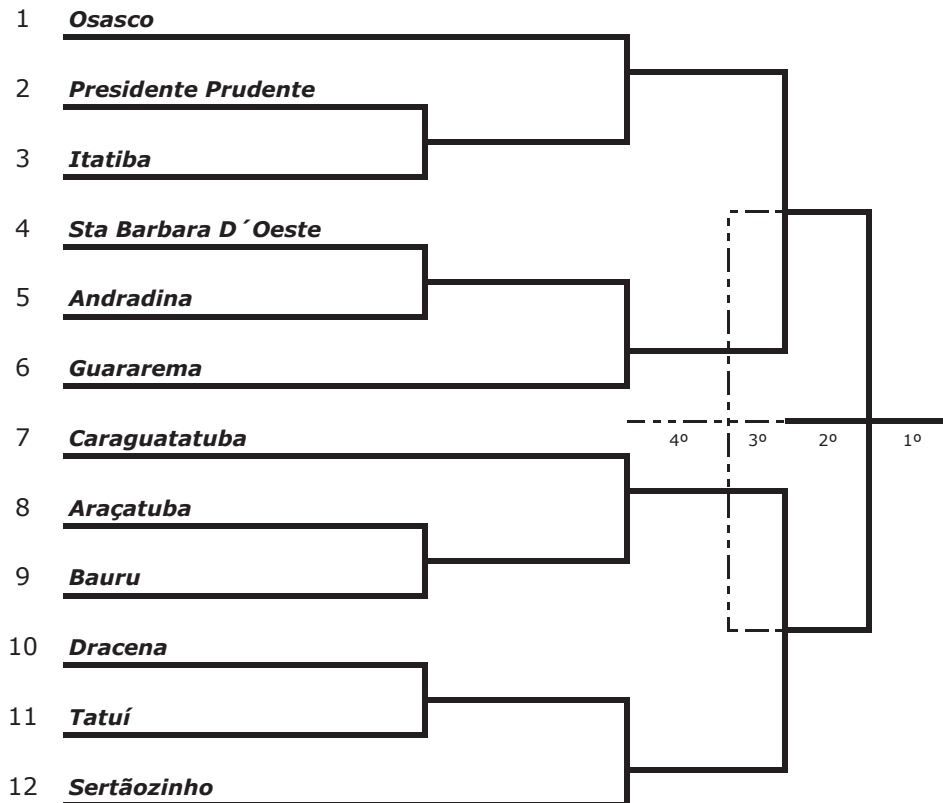 1 Osasco
2 Presidente Prudente
3 Itatiba
4 Sta Barbara D´Oeste
5 Andradina
6 Guararema
7 Caraguatatuba
4º 3º 2º 1º
8 Araçatuba
9 Bauru
10 Dracena
11 Tatuí
12 Sertãozinho